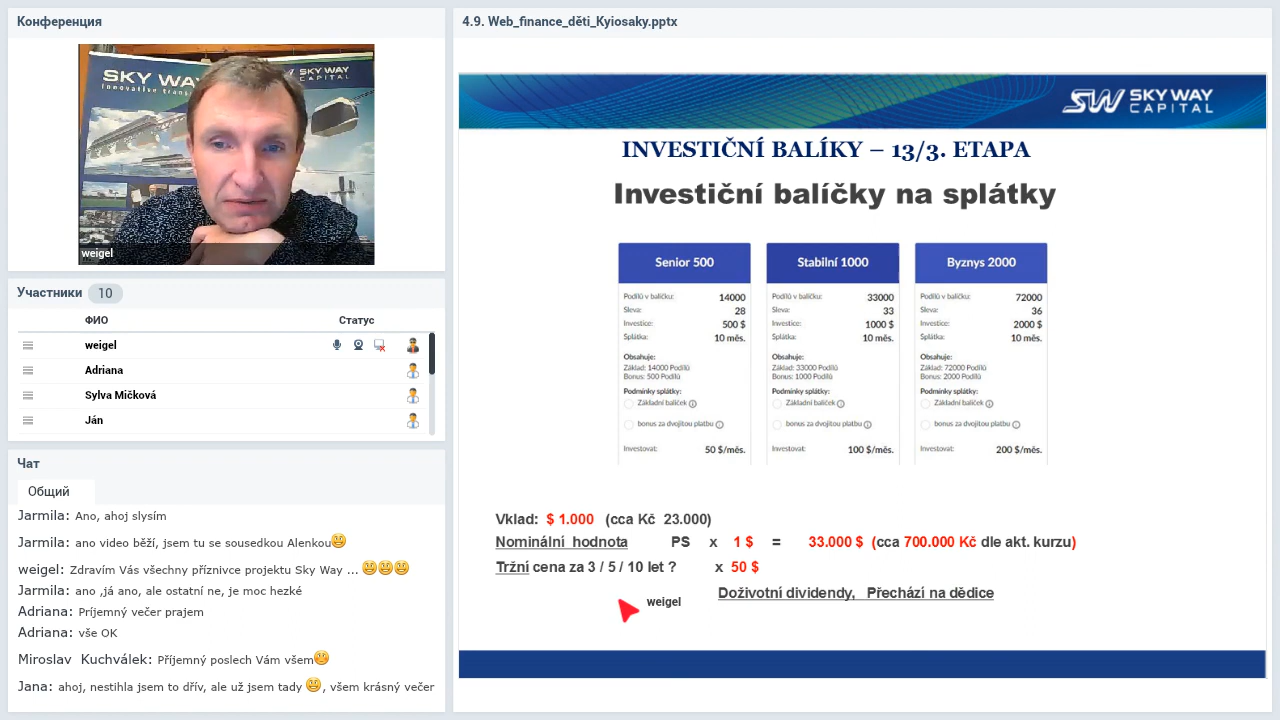 Конференция
SKY WAY
Innovative trans
SKY WAY
CAPITAL
weigel
Участники 10
ФИО Статус
weigel
Adriana
Sylva Mičková
Ján
Чат
Общий
Jarmila: Ano, ahoj slysím
Jarmila: ano video běží, jsem tu se sousedkou Alenkou
weigel: Zdravím Vás všechny příznivce projektu Sky Way ...
Jarmila: ano ,já ano, ale ostatní ne, je moc hezké
Adriana: Príjemný večer prajem
Adriana: vše OK
Miroslav Kuchválek: Příjemný poslech Vám všem
Jana: ahoj, nestihla jsem to dřív, ale už jsem tady , všem krásný večer
4.9. Web_finance_děti_Kyiosaky.pptx
SW SKY WAY
CAPITAL
INVESTIČNÍ BALÍKY – 13/3. ETAPA
Investiční balíčky na splátky
Senior 500
Podílů v balíčku: 14000
Sleva: 28
Investice: 500 $
Splátka: 10 měs.
Obsahuje:
Základ: 14000 Podílů
Bonus: 500 Podílů
Podmínky splátky:
Základní balíček
bonus za dvojitou platbu
Investovat: 50 $/měs.
Stabilní 1000
Podílů v balíčku: 33000
Sleva: 33
Investice: 1000 $
Splátka: 10 měs.
Obsahuje:
Základ: 33000 Podílů
Bonus: 1000 Podílů
Podmínky splátky:
Základní balíček
bonus za dvojitou platbu
Investovat: 100 $/měs.
Byznys 2000
Podílů v balíčku: 72000
Sleva: 36
Investice: 2000 $
Splátka: 10 měs.
Obsahuje:
Základ: 72000 Podílů
Bonus: 2000 Podílů
Podmínky splátky:
Základní balíček
bonus za dvojitou platbu
Investovat: 200 $/měs.
Vklad: $ 1.000 (cca Kč 23.000)
Nominální hodnota PS x 1 $ = 33.000 $ (cca 700.000 Kč dle akt. kurzu)
Tržní cena za 3 / 5 / 10 let ? x 50 $
Doživotní dividendy, Přechází na dědice
weigel